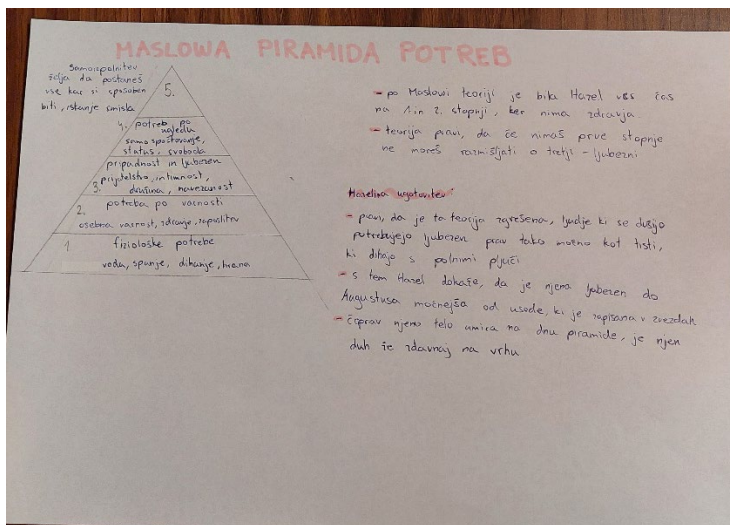 MASLOWA PIRAMIDA POTREB
Samoizpolnitev
želja da postaneš
vse kar si sposoben
biti, iskanje smisla
5.
4. potreb po
ugledu
samospoštovanje,
status, svoboda
pripadnost in ljubezen
3. prijateljstvo, intimnost,
družina, navezanost
2. potreba po varnosti
osebna varnost, zdravje, zaposlitev
1. fiziološke potrebe
voda, spanje, dihanje, hrana
- po Maslowi teoriji je bila Hazel ves čas
na 1. in 2. stopnji, ker nima zdravja.
- teorija pravi, da če nimaš prve stopnje
ne moreš razmišljati o tretji - ljubezni
Hazelina ugotovitev
- pravi, da je ta teorija zgrešena, ljudje ki se dušijo
potrebujejo ljubezen prav tako močno kot tisti,
ki dihajo s polnimi pljuči
- s tem Hazel dokaže, da je njena ljubezen do
Augustusa močnejša od usode, ki je zapisana v zvezdah
- čeprav njeno telo umira na dnu piramide, je njen
duh že zdavnaj na vrhu